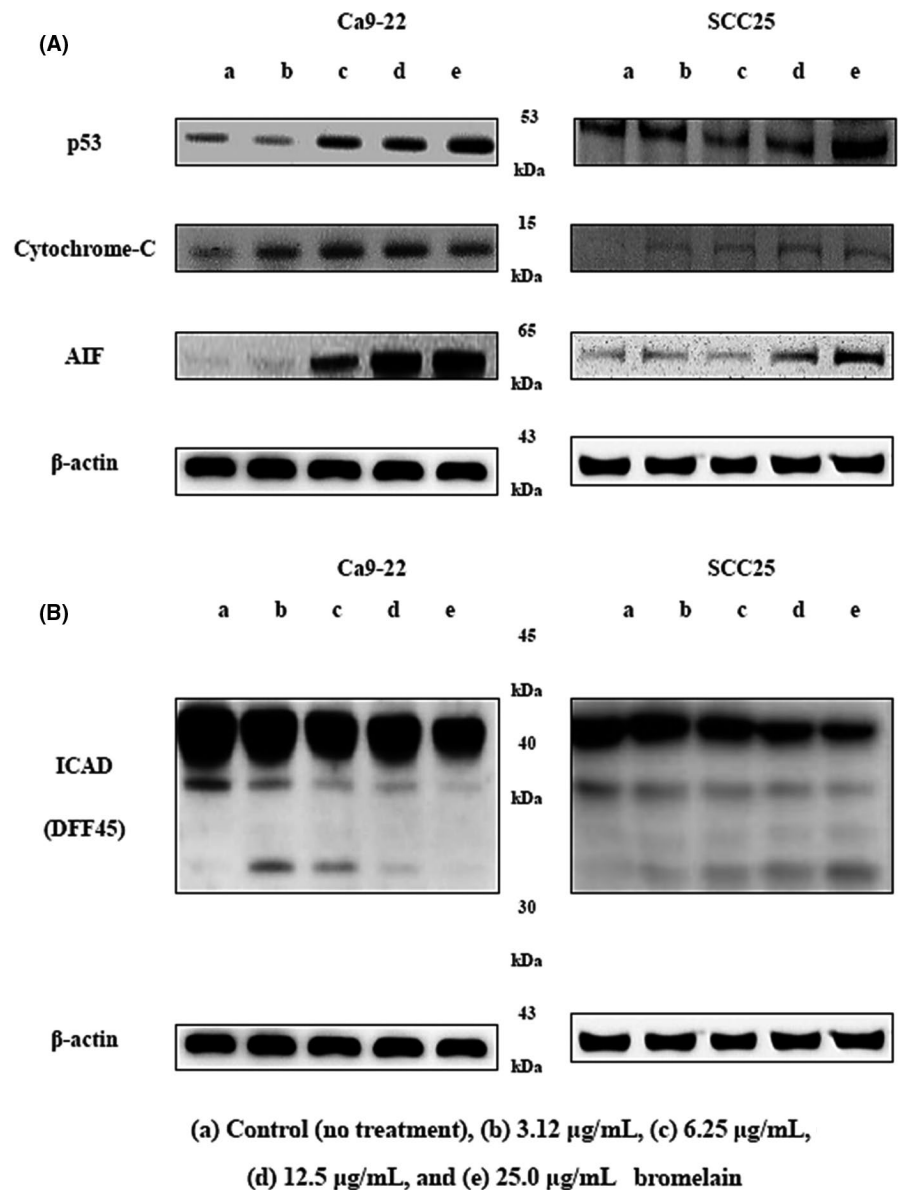 Ca9-22 SCC25
(A)
a b c d e a b c d e
p53 53
kDa
Cytochrome-C 15
kDa
AIF 65
kDa
β-actin 43
kDa
Ca9-22 SCC25
(B) a b c d e a b c d e
45
kDa
40
ICAD
kDa
(DFF45)
30
kDa
43
β-actin
kDa
(a) Control (no treatment), (b) 3.12 µg/mL, (c) 6.25 µg/mL,
(d) 12.5 µg/mL, and (e) 25.0 µg/mL bromelain